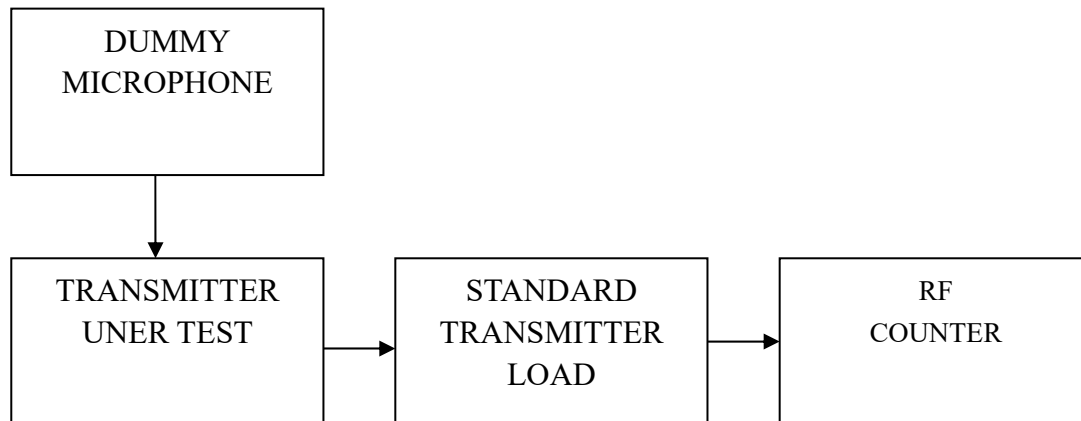 DUMMY
MICROPHONE
TRANSMITTER
UNER TEST
STANDARD
TRANSMITTER
LOAD
RF
COUNTER